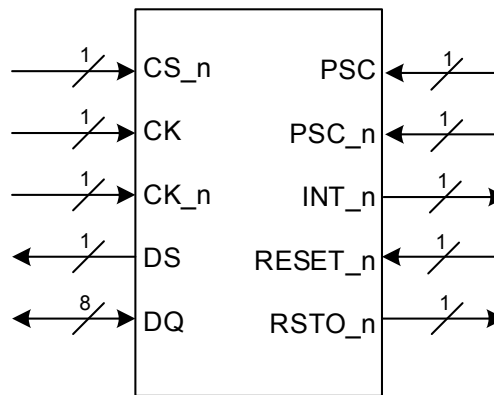 1 CS_n PSC 1
1 CK PSC_n 1
1 CK_n INT_n 1
1 DS RESET_n 1
8 DQ RSTO_n 1